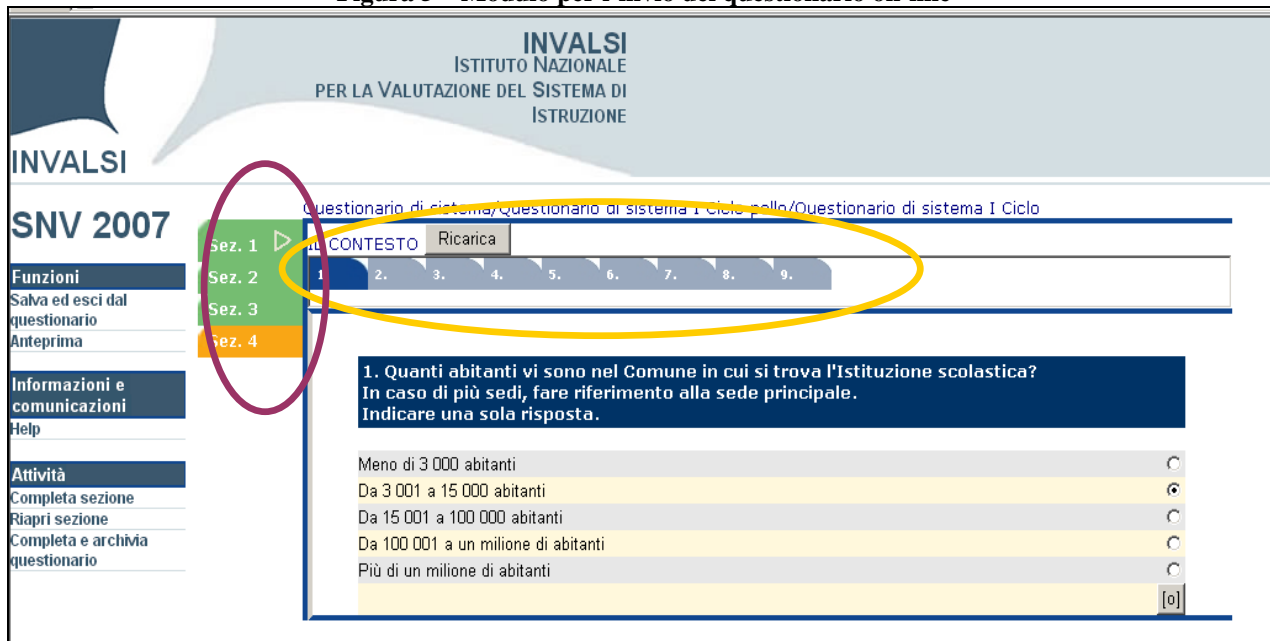 INVALSI
ISTITUTO NAZIONALE
PER LA VALUTAZIONE DEL SISTEMA DI
ISTRUZIONE
INVALSI
SNV 2007
Funzioni
Salva ed esci dal
questionario
Anteprima
Informazioni e
comunicazioni
Help
Attività
Completa sezione
Riapri sezione
Completa e archivia
questionario
Sez. 1
Sez. 2
Sez. 3
Sez. 4
Questionario di sistema/Questionario di sistema I Ciclo pollo/Questionario di sistema I Ciclo
IL CONTESTO Ricarica
1 2. 3. 4. 5. 6. 7. 8. 9.
1. Quanti abitanti vi sono nel Comune in cui si trova l'Istituzione scolastica?
In caso di più sedi, fare riferimento alla sede principale.
Indicare una sola risposta.
Meno di 3 000 abitanti
Da 3 001 a 15 000 abitanti
Da 15 001 a 100 000 abitanti
Da 100 001 a un milione di abitanti
Più di un milione di abitanti
[o]